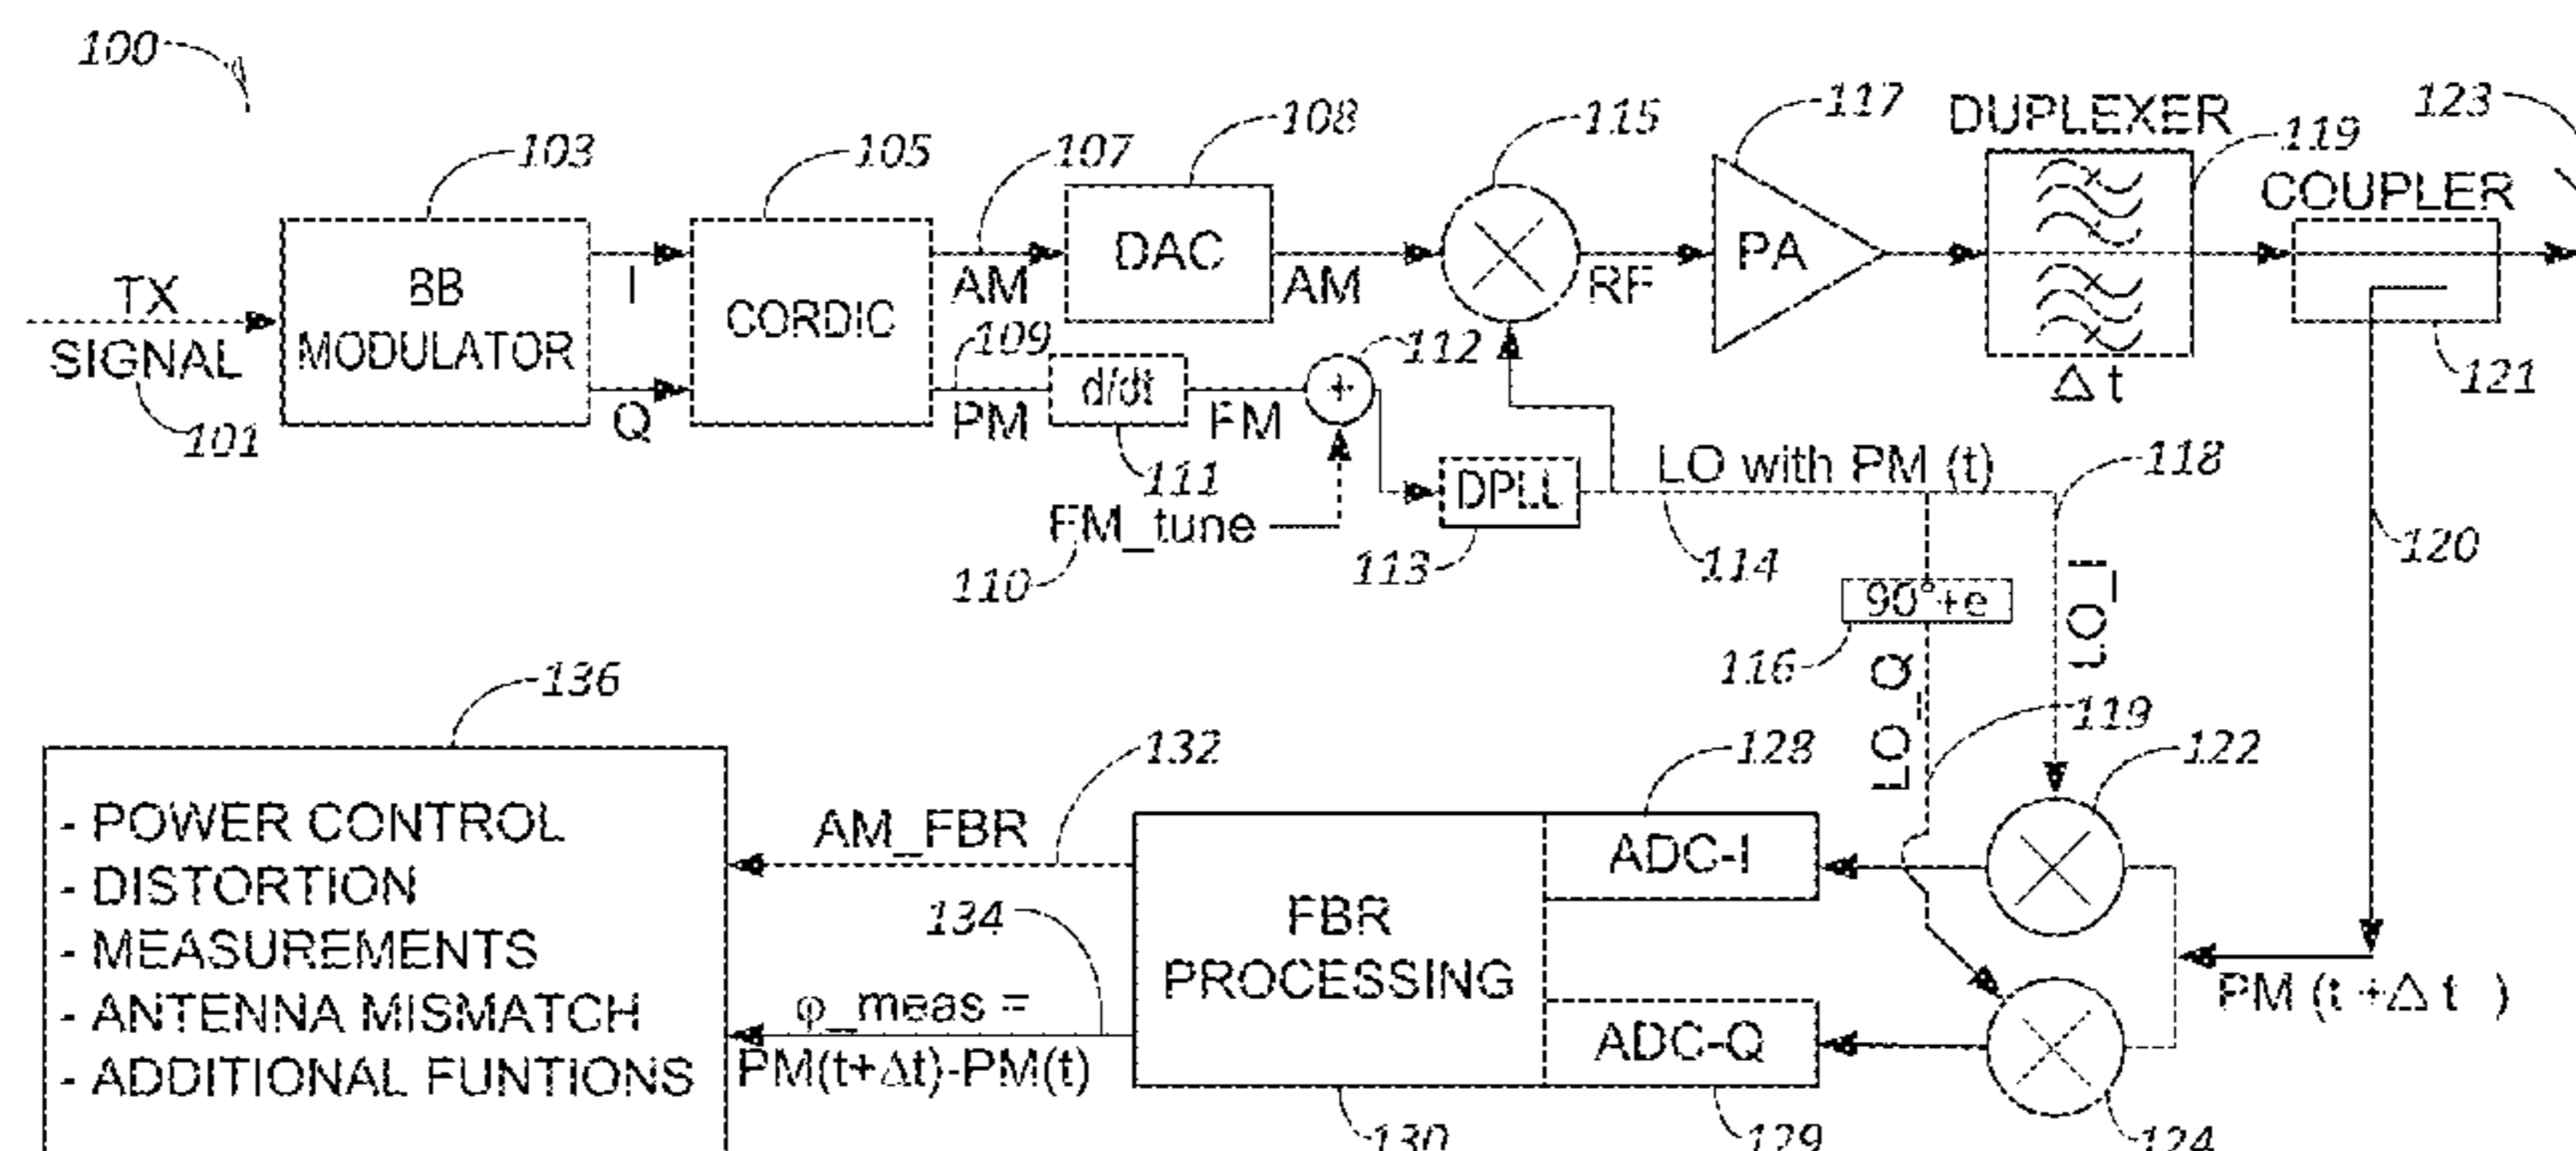 100
103
105
107
108
115
117
DUPLEXER
119
123
COUPLER
TX
SIGNAL
101
BB
MODULATOR
I
Q
CORDIC
AM
DAC
AM
RF
PA
Δ t
121
109
PM
d/dt
111
FM
+
112
FM_tune
110
DPLL
113
LO with PM (t)
114
118
120
90°+e
116
LO_Q
LO_I
119
136
132
128
122
- POWER CONTROL
- DISTORTION
- MEASUREMENTS
- ANTENNA MISMATCH
- ADDITIONAL FUNTIONS
AM_FBR
134
φ_meas =
PM(t+Δt)-PM(t)
FBR
PROCESSING
ADC-I
ADC-Q
PM (t +Δ t )
130
129
124